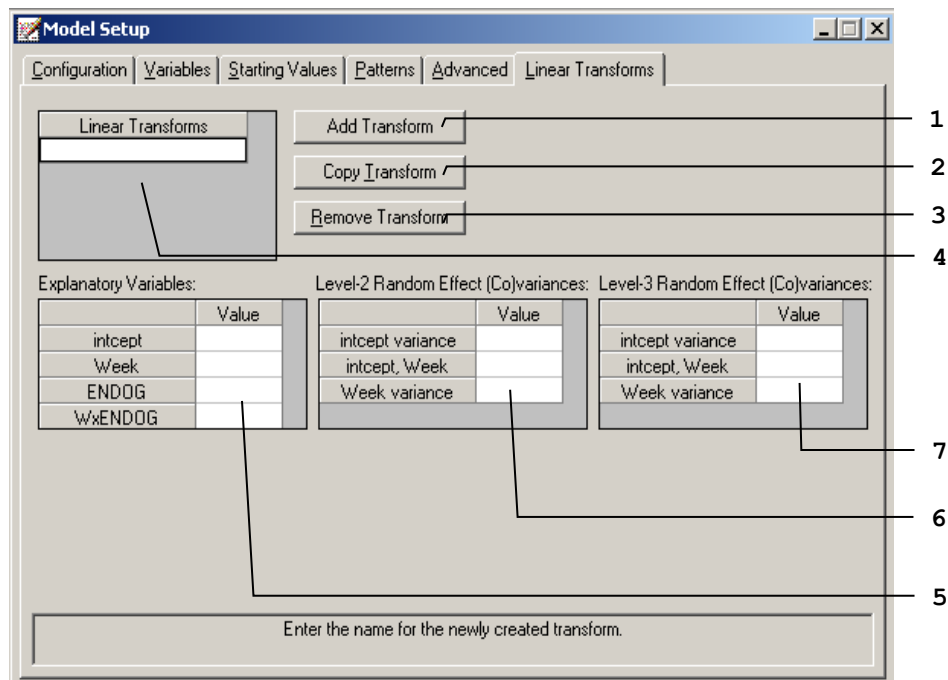 Model Setup
Configuration Variables Starting Values Patterns Advanced Linear Transforms
Linear Transforms
Add Transform
1
Copy Transform
2
Remove Transform
3
4
Explanatory Variables:
Value
intcept
Week
ENDOG
WxENDOG
Level-2 Random Effect (Co)variances:
Value
intcept variance
intcept, Week
Week variance
Level-3 Random Effect (Co)variances:
Value
intcept variance
intcept, Week
Week variance
7
6
5
Enter the name for the newly created transform.